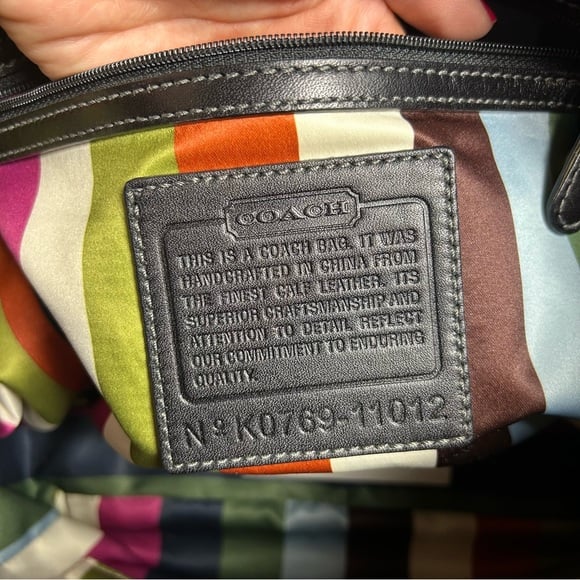 COACH
THIS IS A COACH BAG. IT WAS
HANDCRAFTED IN CHINA FROM
THE FINEST CALF LEATHER. ITS
SUPERIOR CRAFTSMANSHIP AND
ATTENTION TO DETAIL REFLECT
OUR COMMITMENT TO ENDURING
QUALITY.
Nº K0769-11012